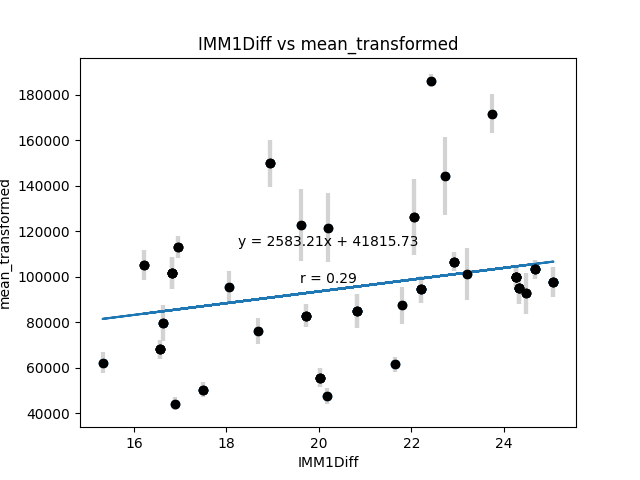 IMM1Diff vs mean_transformed
mean_transformed
180000
160000
140000
120000
100000
80000
60000
40000
y = 2583.21x + 41815.73
r = 0.29
16 18 20 22 24
IMM1Diff